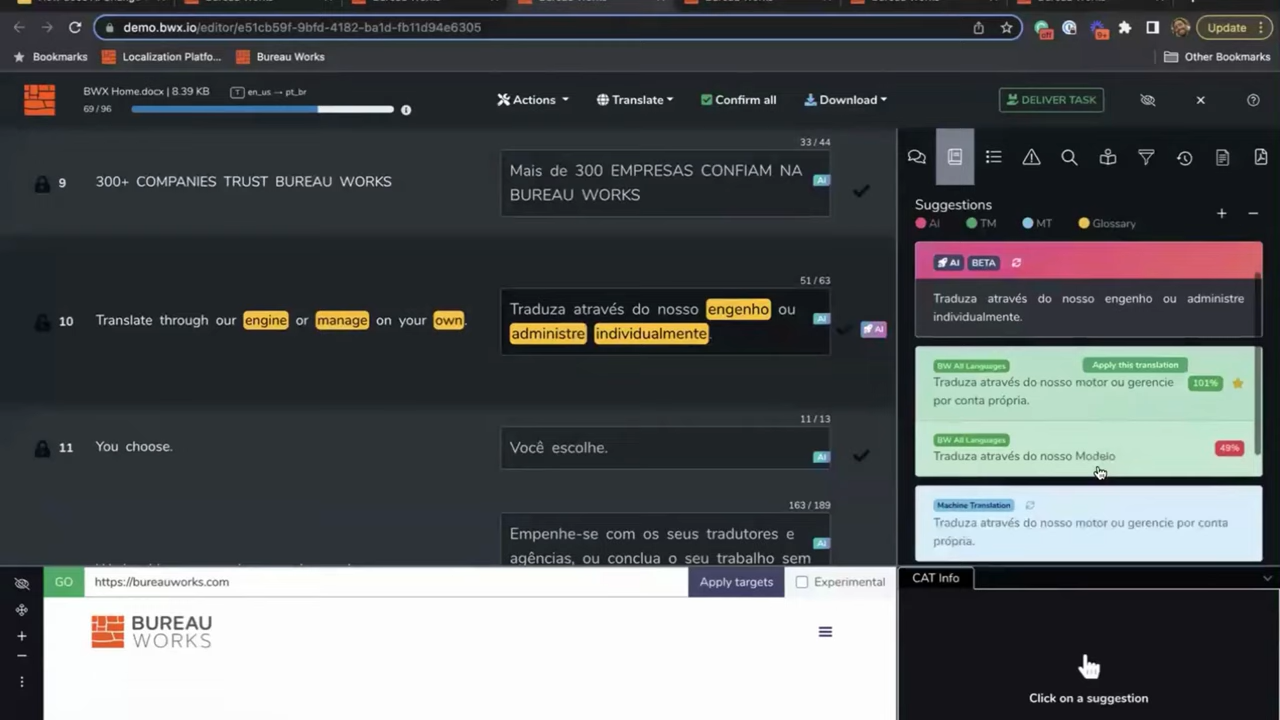 demo.bwx.io/editor/e51cb59f-9bfd-4182-ba1d-fb11d94e6305
off
9+
Update
Bookmarks
Localization Platfo...
Bureau Works
Other Bookmarks
BWX Home.docx | 8.39 KB
T en_us → pt_br
69 / 96
Actions
Translate
Confirm all
Download
DELIVER TASK
33 / 44
9
300+ COMPANIES TRUST BUREAU WORKS
Mais de 300 EMPRESAS CONFIAM NA
BUREAU WORKS
AI
51 / 63
10
Translate through our engine or manage on your own.
Traduza através do nosso engenho ou
administre individualmente.
AI
AI
11 / 13
11
You choose.
Você escolhe.
AI
163 / 189
Empenhe-se com os seus tradutores e
agências, ou conclua o seu trabalho sem
AI
Suggestions
AI
TM
MT
Glossary
AI BETA
Traduza através do nosso engenho ou administre
individualmente.
BW All Languages
Apply this translation
Traduza através do nosso motor ou gerencie
por conta própria.
101%
BW All Languages
Traduza através do nosso Modelo
49%
Machine Translation
Traduza através do nosso motor ou gerencie por conta
própria.
GO
https://bureauworks.com
Apply targets
Experimental
BUREAU
WORKS
CAT Info
Click on a suggestion